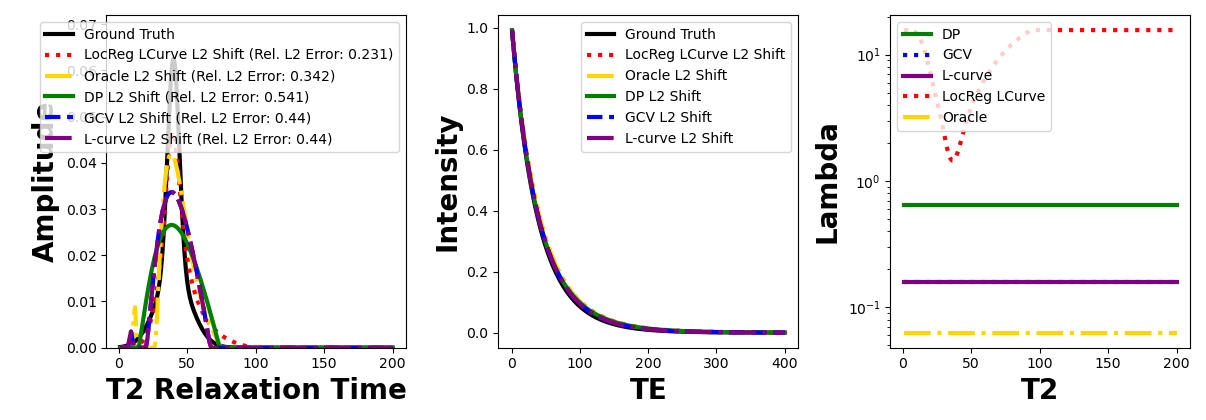 0.07
0.06
0.05
0.04
0.03
0.02
0.01
0.00
Amplitude
Ground Truth
LocReg LCurve L2 Shift (Rel. L2 Error: 0.231)
Oracle L2 Shift (Rel. L2 Error: 0.342)
DP L2 Shift (Rel. L2 Error: 0.541)
GCV L2 Shift (Rel. L2 Error: 0.44)
L-curve L2 Shift (Rel. L2 Error: 0.44)
0 50 100 150 200
T2 Relaxation Time
1.0
0.8
0.6
0.4
0.2
0.0
Intensity
Ground Truth
LocReg LCurve L2 Shift
Oracle L2 Shift
DP L2 Shift
GCV L2 Shift
L-curve L2 Shift
0 100 200 300 400
TE
10¹
10⁰
10⁻¹
Lambda
DP
GCV
L-curve
LocReg LCurve
Oracle
0 50 100 150 200
T2